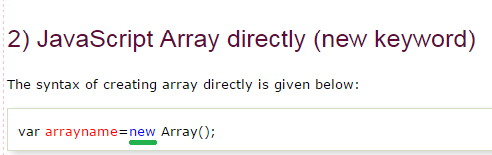 2) JavaScript Array directly (new keyword)
The syntax of creating array directly is given below:
var arrayname=new Array();